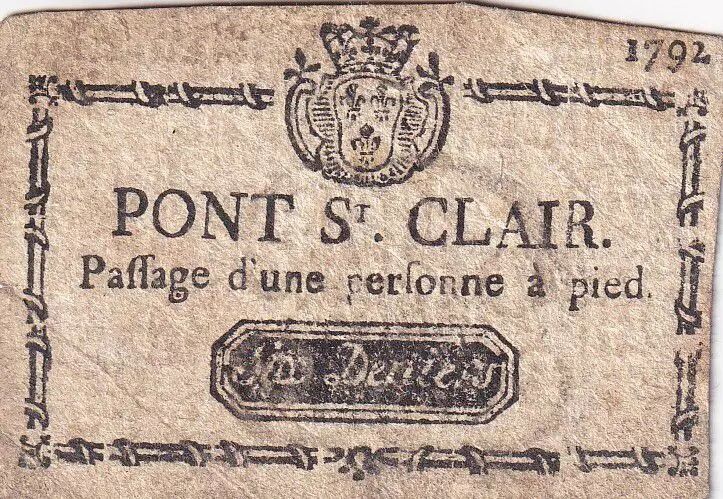 1792
PONT Sᵀ. CLAIR.
Paſſage d'une perſonne à pied.
Six Deniers